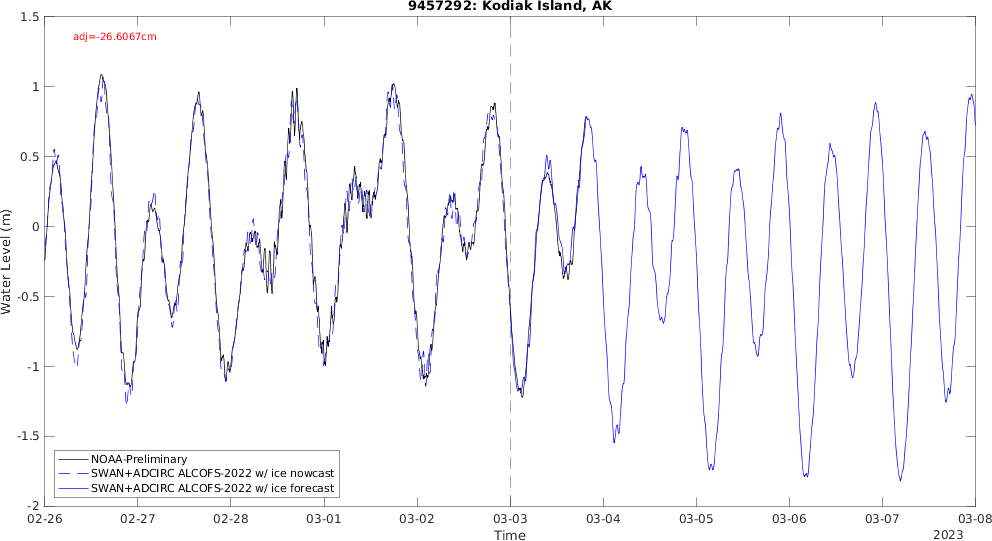 9457292: Kodiak Island, AK
adj=-26.6067cm
Water Level (m)
1.5
1
0.5
0
-0.5
-1
-1.5
-2
NOAA-Preliminary
SWAN+ADCIRC ALCOFS-2022 w/ ice nowcast
SWAN+ADCIRC ALCOFS-2022 w/ ice forecast
02-26 02-27 02-28 03-01 03-02 03-03 03-04 03-05 03-06 03-07 03-08
Time
2023